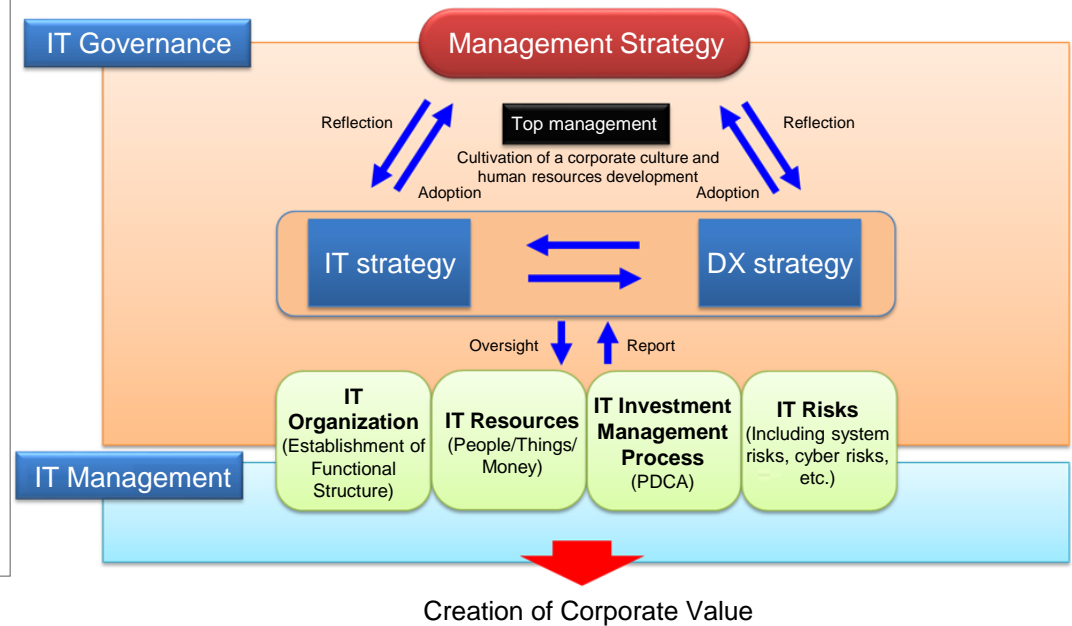 IT Governance
Management Strategy
Reflection
Top management
Reflection
Cultivation of a corporate culture and
human resources development
Adoption
Adoption
IT strategy
DX strategy
Oversight
Report
IT
Organization
(Establishment of
Functional
Structure)
IT Resources
(People/Things/
Money)
IT Investment
Management
Process
(PDCA)
IT Risks
(Including system
risks, cyber risks,
etc.)
IT Management
Creation of Corporate Value